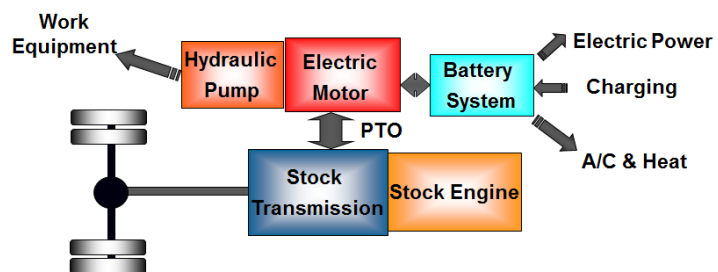 Work
Equipment
Hydraulic
Pump
Electric
Motor
Battery
System
Electric Power
Charging
A/C & Heat
PTO
Stock
Transmission
Stock Engine